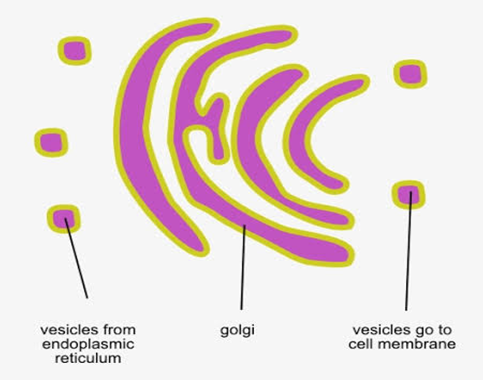 vesicles from
endoplasmic
reticulum
golgi
vesicles go to
cell membrane